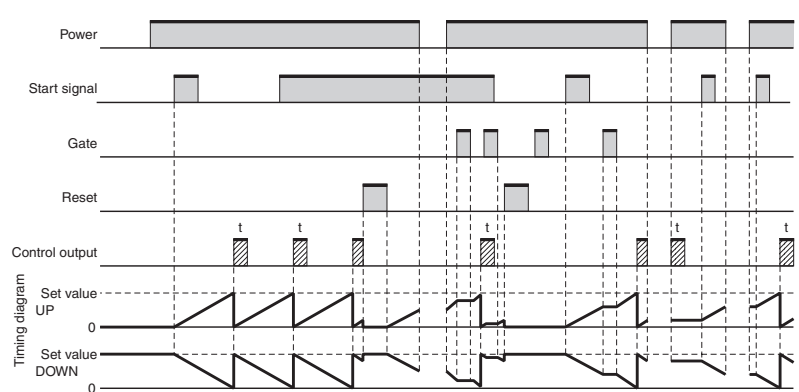 Power
Start signal
Gate
Reset
t
t
t
t
t
Control output
Timing diagram
Set value
UP
0
Set value
DOWN
0